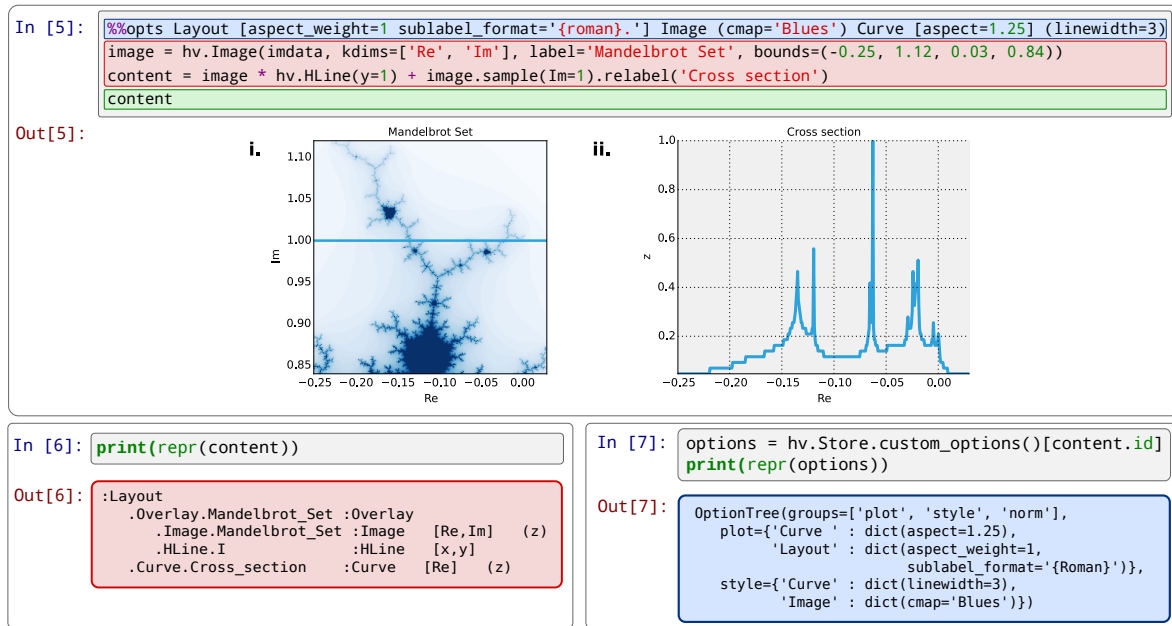 In [5]: %%opts Layout [aspect_weight=1 sublabel_format='{roman}.'] Image (cmap='Blues') Curve [aspect=1.25] (linewidth=3)
image = hv.Image(imdata, kdims=['Re', 'Im'], label='Mandelbrot Set', bounds=(-0.25, 1.12, 0.03, 0.84))
content = image * hv.HLine(y=1) + image.sample(Im=1).relabel('Cross section')
content
Out[5]:
i.
Mandelbrot Set
1.10
1.05
1.00
0.95
0.90
0.85
Im
−0.25 −0.20 −0.15 −0.10 −0.05 0.00
Re
ii.
Cross section
1.0
0.8
0.6
0.4
0.2
z
−0.25 −0.20 −0.15 −0.10 −0.05 0.00
Re
In [6]: print(repr(content))
Out[6]: :Layout
   .Overlay.Mandelbrot_Set :Overlay
      .Image.Mandelbrot_Set :Image   [Re,Im]   (z)
      .HLine.I              :HLine   [x,y]
   .Curve.Cross_section    :Curve   [Re]   (z)
In [7]: options = hv.Store.custom_options()[content.id]
print(repr(options))
Out[7]: OptionTree(groups=['plot', 'style', 'norm'],
   plot={'Curve ' : dict(aspect=1.25),
         'Layout' : dict(aspect_weight=1,
                         sublabel_format='{Roman}')},
   style={'Curve' : dict(linewidth=3),
          'Image' : dict(cmap='Blues')})